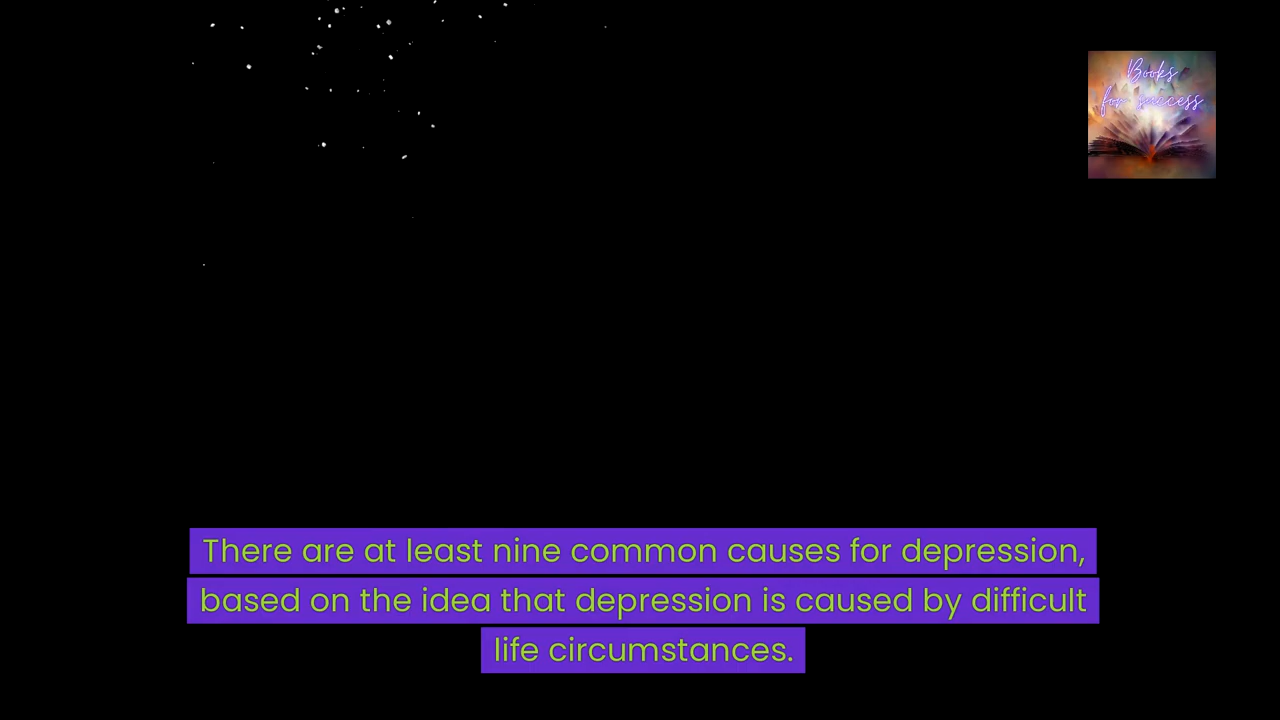 Books
for success
There are at least nine common causes for depression,
based on the idea that depression is caused by difficult
life circumstances.